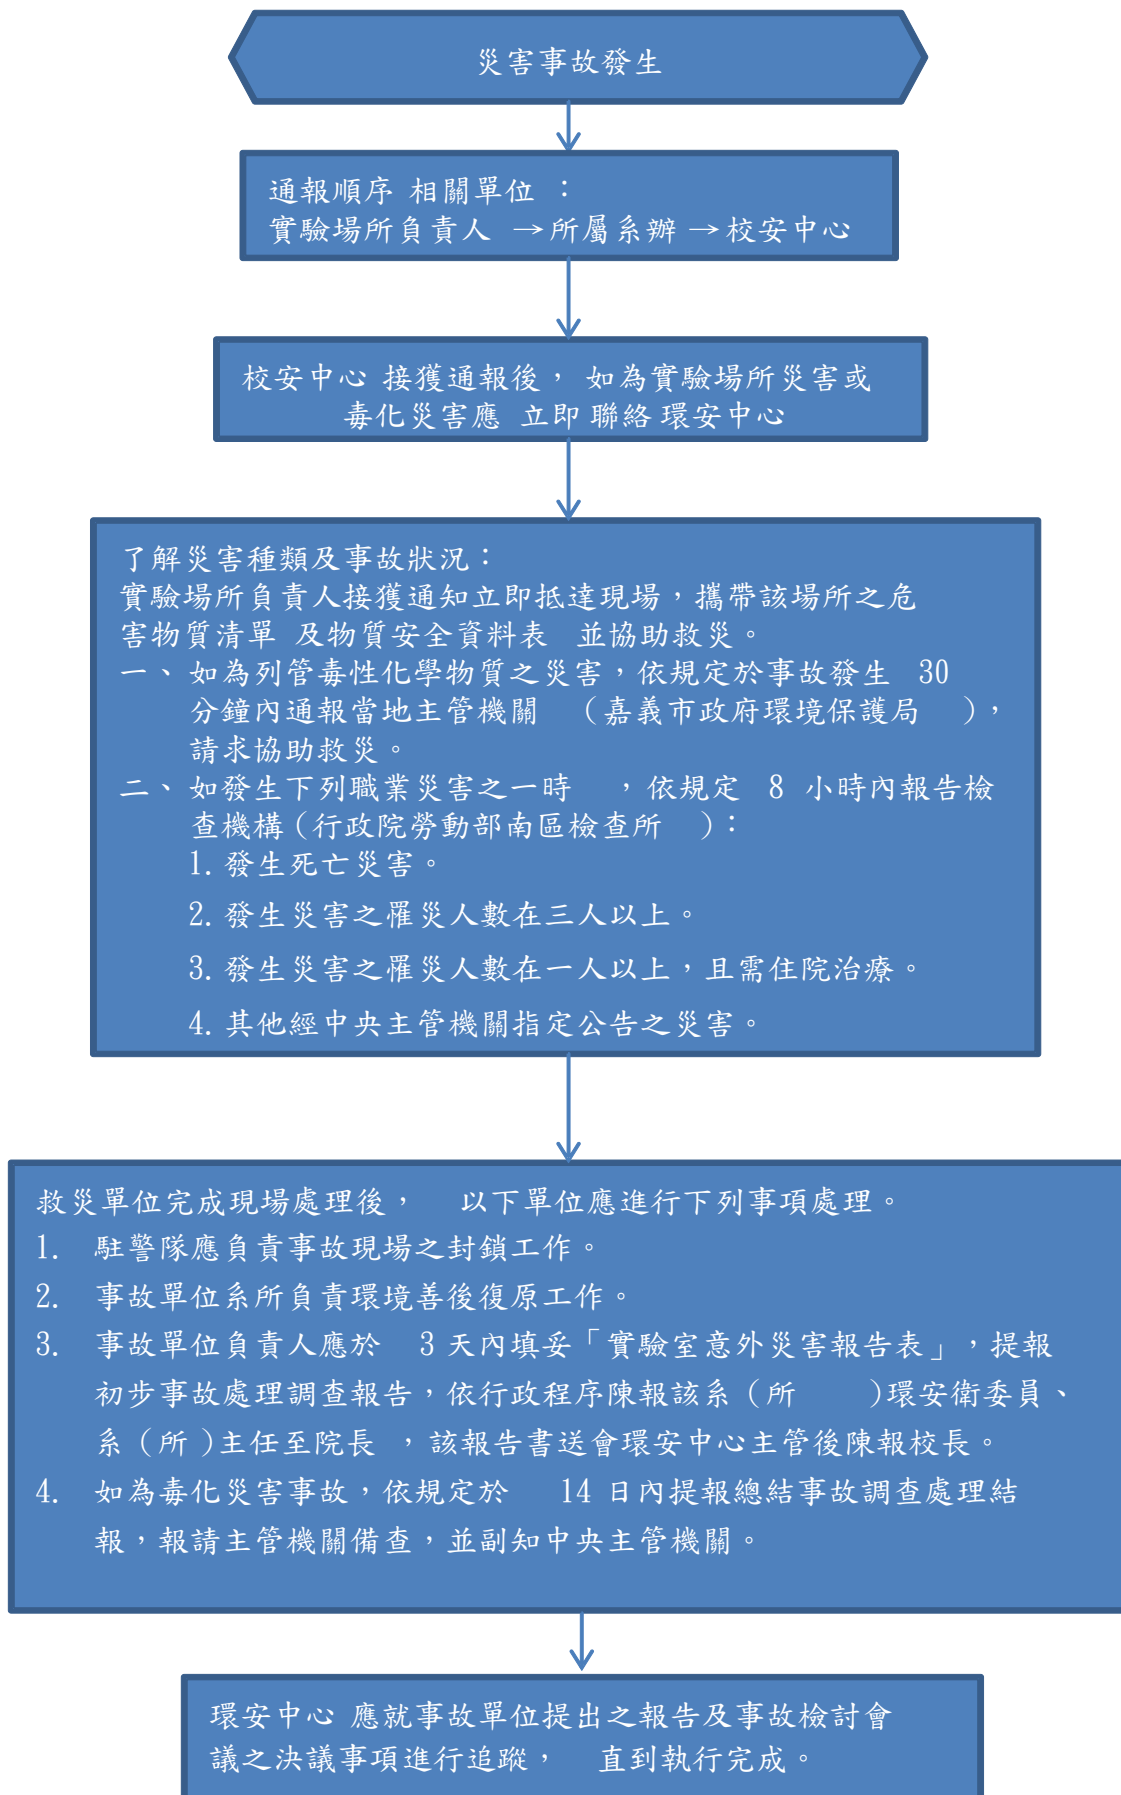 災害事故發生
通報順序 相關單位 ：
實驗場所負責人 →所屬系辦 →校安中心
校安中心 接獲通報後， 如為實驗場所災害或
毒化災害應 立即 聯絡 環安中心
了解災害種類及事故狀況：
實驗場所負責人接獲通知立即抵達現場，攜帶該場所之危
害物質清單 及物質安全資料表 並協助救災。
一、 如為列管毒性化學物質之災害，依規定於事故發生 30
分鐘內通報當地主管機關 （嘉義市政府環境保護局 ），
請求協助救災。
二、 如發生下列職業災害之一時 ，依規定 8 小時內報告檢
查機構（行政院勞動部南區檢查所 ）：
1. 發生死亡災害。
2. 發生災害之罹災人數在三人以上。
3. 發生災害之罹災人數在一人以上，且需住院治療。
4. 其他經中央主管機關指定公告之災害。
救災單位完成現場處理後， 以下單位應進行下列事項處理。
1. 駐警隊應負責事故現場之封鎖工作。
2. 事故單位系所負責環境善後復原工作。
3. 事故單位負責人應於 3 天內填妥「實驗室意外災害報告表」，提報
初步事故處理調查報告，依行政程序陳報該系（所 ）環安衛委員、
系（所 ）主任至院長 ，該報告書送會環安中心主管後陳報校長。
4. 如為毒化災害事故，依規定於 14 日內提報總結事故調查處理結
報，報請主管機關備查，並副知中央主管機關。
環安中心 應就事故單位提出之報告及事故檢討會
議之決議事項進行追蹤， 直到執行完成。